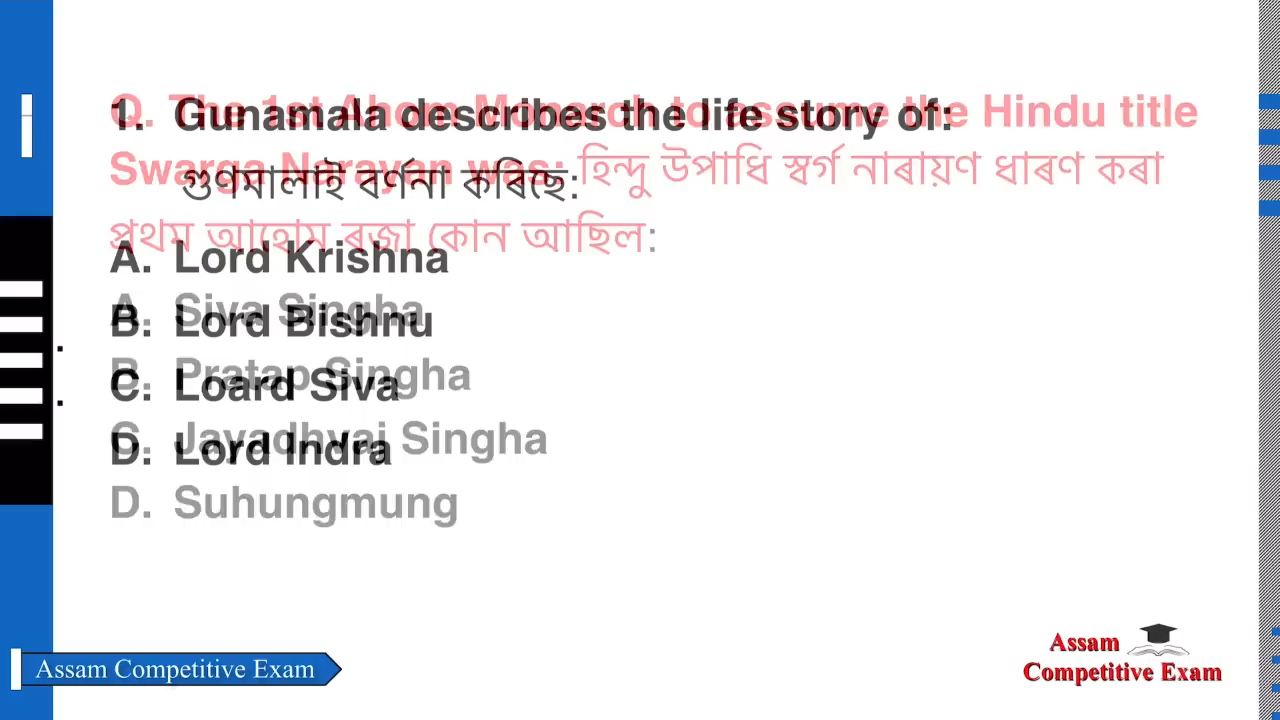 Q. The 1st Ahom Monarch to assume the Hindu title
Swarga Narayan was: হিন্দু উপাধি স্বৰ্গ নাৰায়ণ ধাৰণ কৰা
প্ৰথম আহোম ৰজা কোন আছিল:
A. Siva Singha
B. Pratap Singha
C. Jayadhvaj Singha
D. Suhungmung
1. Gunamala describes the life story of:
গুণমালাই বৰ্ণনা কৰিছে:
A. Lord Krishna
B. Lord Bishnu
C. Loard Siva
D. Lord Indra
Assam Competitive Exam
Assam
Competitive Exam